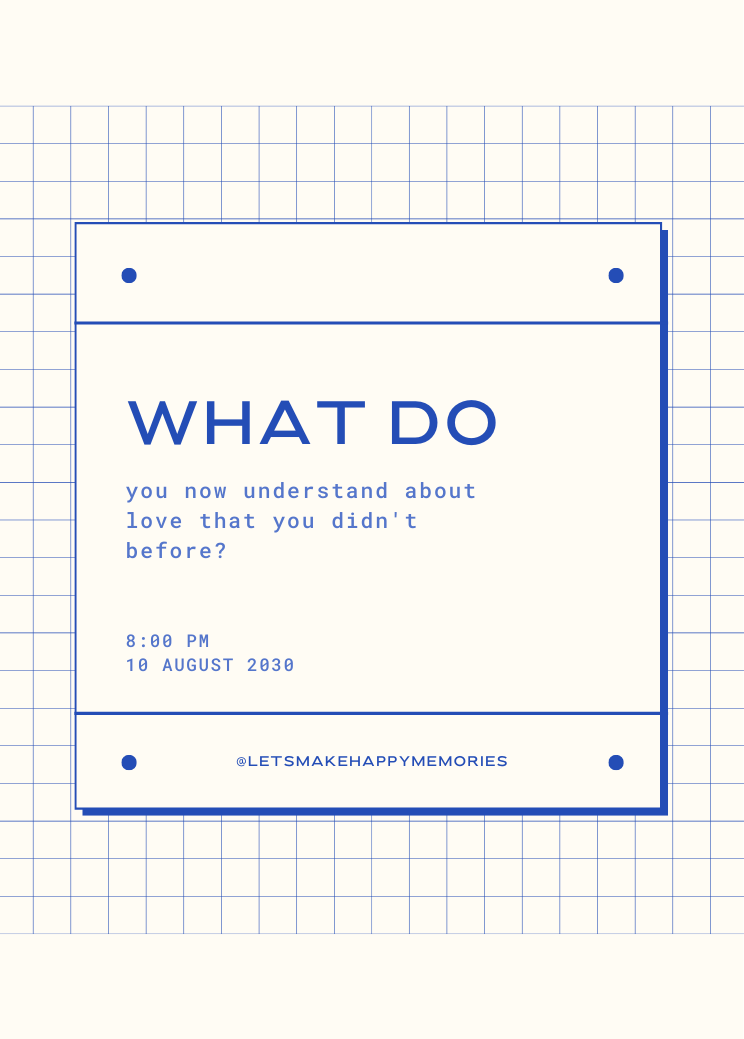 WHAT DO
you now understand about
love that you didn't
before?
8:00 PM
10 AUGUST 2030
@LETSMAKEHAPPYMEMORIES